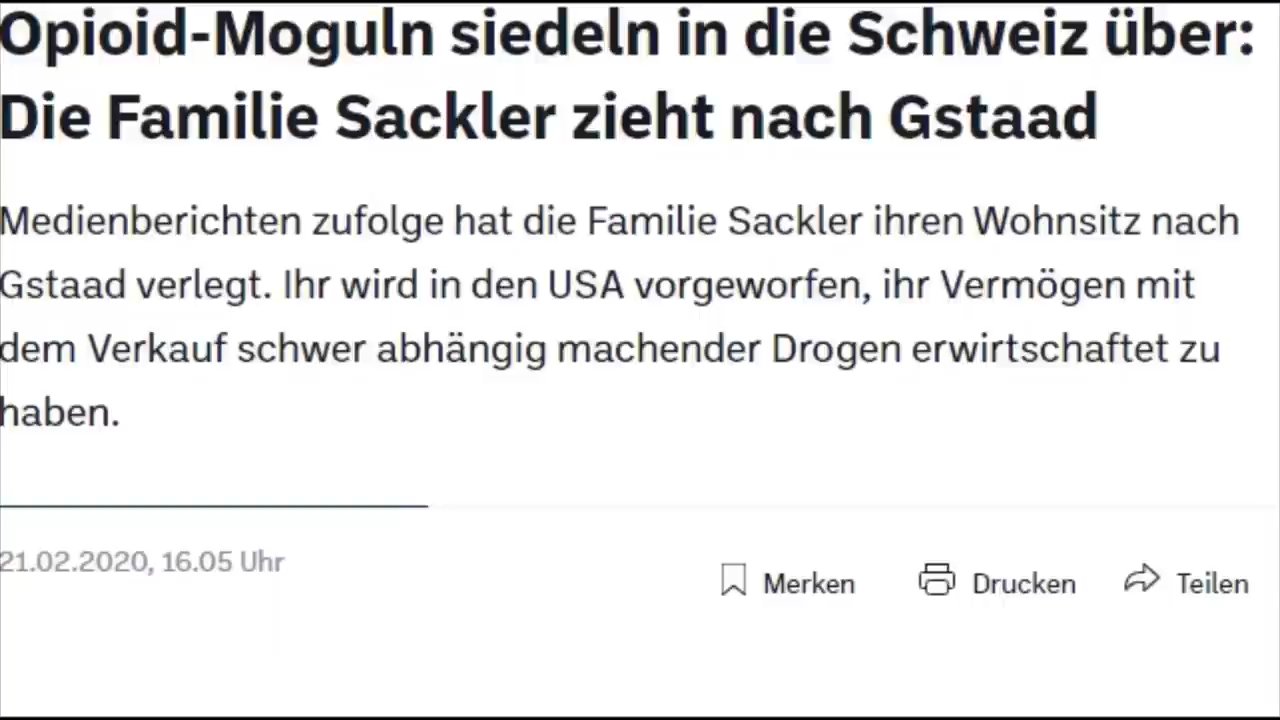 Opioid-Moguln siedeln in die Schweiz über:
Die Familie Sackler zieht nach Gstaad
Medienberichten zufolge hat die Familie Sackler ihren Wohnsitz nach
Gstaad verlegt. Ihr wird in den USA vorgeworfen, ihr Vermögen mit
dem Verkauf schwer abhängig machender Drogen erwirtschaftet zu
haben.
21.02.2020, 16.05 Uhr
Merken Drucken Teilen